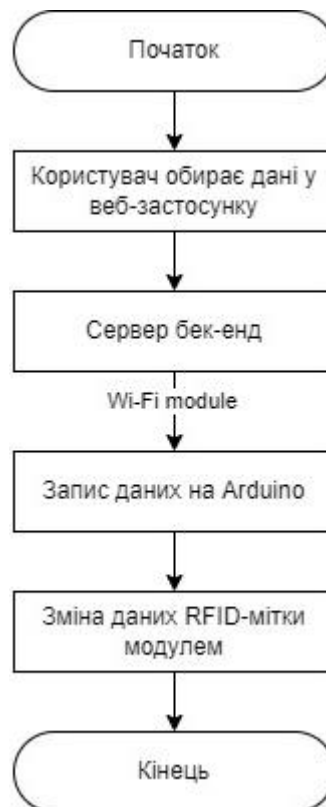 Початок
Користувач обирає дані у
веб-застосунку
Сервер бек-енд
Wi-Fi module
Запис даних на Arduino
Зміна даних RFID-мітки
модулем
Кінець